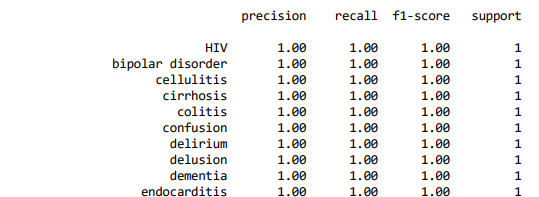 precision recall f1-score support
HIV 1.00 1.00 1.00 1
bipolar disorder 1.00 1.00 1.00 1
cellulitis 1.00 1.00 1.00 1
cirrhosis 1.00 1.00 1.00 1
colitis 1.00 1.00 1.00 1
confusion 1.00 1.00 1.00 1
delirium 1.00 1.00 1.00 1
delusion 1.00 1.00 1.00 1
dementia 1.00 1.00 1.00 1
endocarditis 1.00 1.00 1.00 1